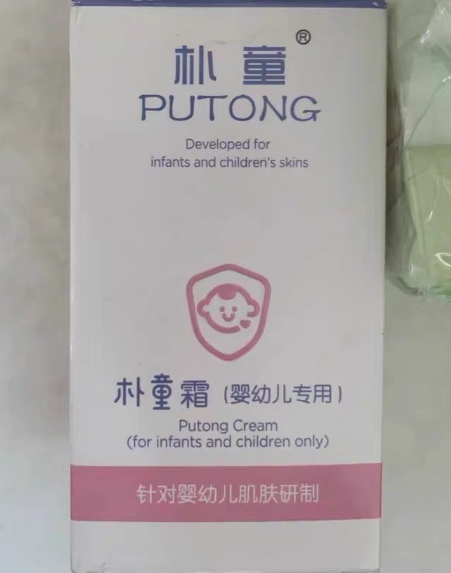 朴童®
PUTONG
Developed for
infants and children's skins
朴童霜（婴幼儿专用）
Putong Cream
(for infants and children only)
针对婴幼儿肌肤研制